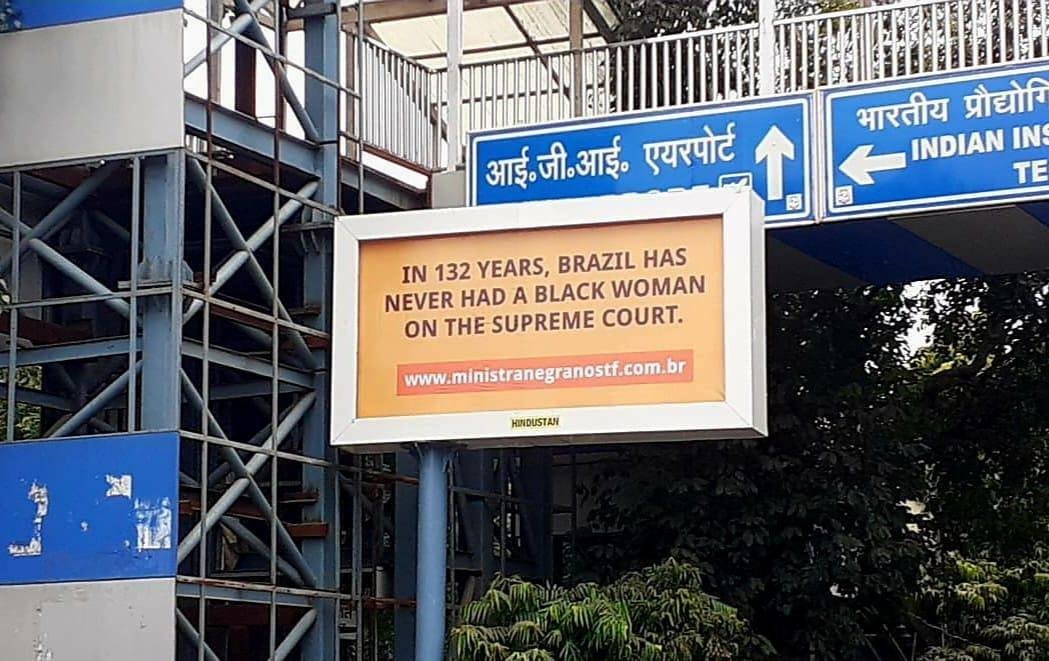 आई.जी.आई. एयरपोर्ट
भारतीय प्रौद्योगि
INDIAN INS
TE
IN 132 YEARS, BRAZIL HAS
NEVER HAD A BLACK WOMAN
ON THE SUPREME COURT.
www.ministranegranostf.com.br
HINDUSTAN